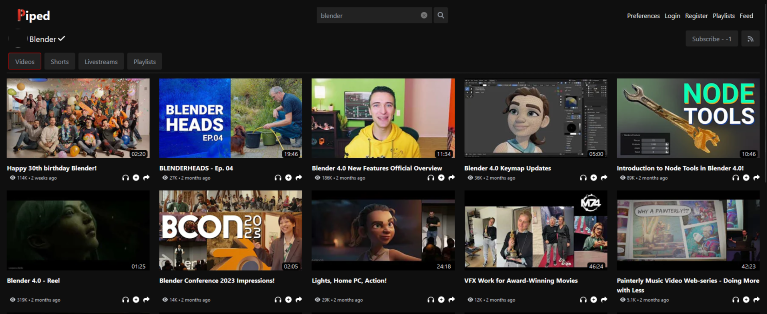 Piped
blender
Preferences Login Register Playlists Feed
Blender
Subscribe - -1
Videos Shorts Livestreams Playlists
02:20
BLENDER
HEADS
EP.04
19:46
11:54
05:00
NODE
TOOLS
10:46
Happy 30th birthday Blender!
114K • 2 weeks ago
BLENDERHEADS - Ep. 04
27K • 2 months ago
Blender 4.0 New Features Official Overview
2 months ago
Blender 4.0 Keymap Updates
36K • 2 months ago
Introduction to Node Tools in Blender 4.0!
2 months ago
01:25
BCON
2023
02:05
24:18
46:24
WHY A PAINTERLY
42:23
Blender 4.0 - Reel
2 months ago
Blender Conference 2023 Impressions!
14K • 2 months ago
Lights, Home PC, Action!
29K • 2 months ago
VFX Work for Award-Winning Movies
12K • 2 months ago
Painterly Music Video Web-series - Doing More
with Less
5.1K • 2 months ago